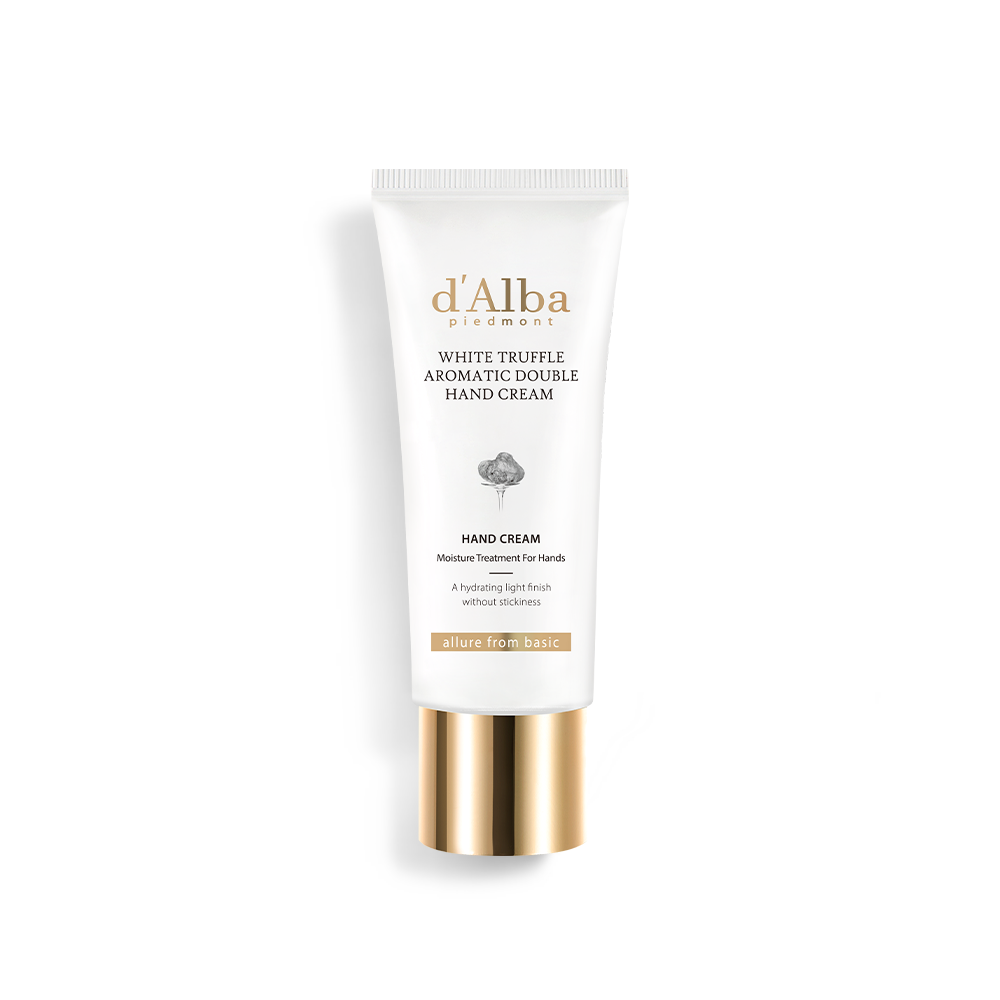 d'Alba
piedmont
WHITE TRUFFLE
AROMATIC DOUBLE
HAND CREAM
HAND CREAM
Moisture Treatment For Hands
A hydrating light finish
without stickiness
allure from basic